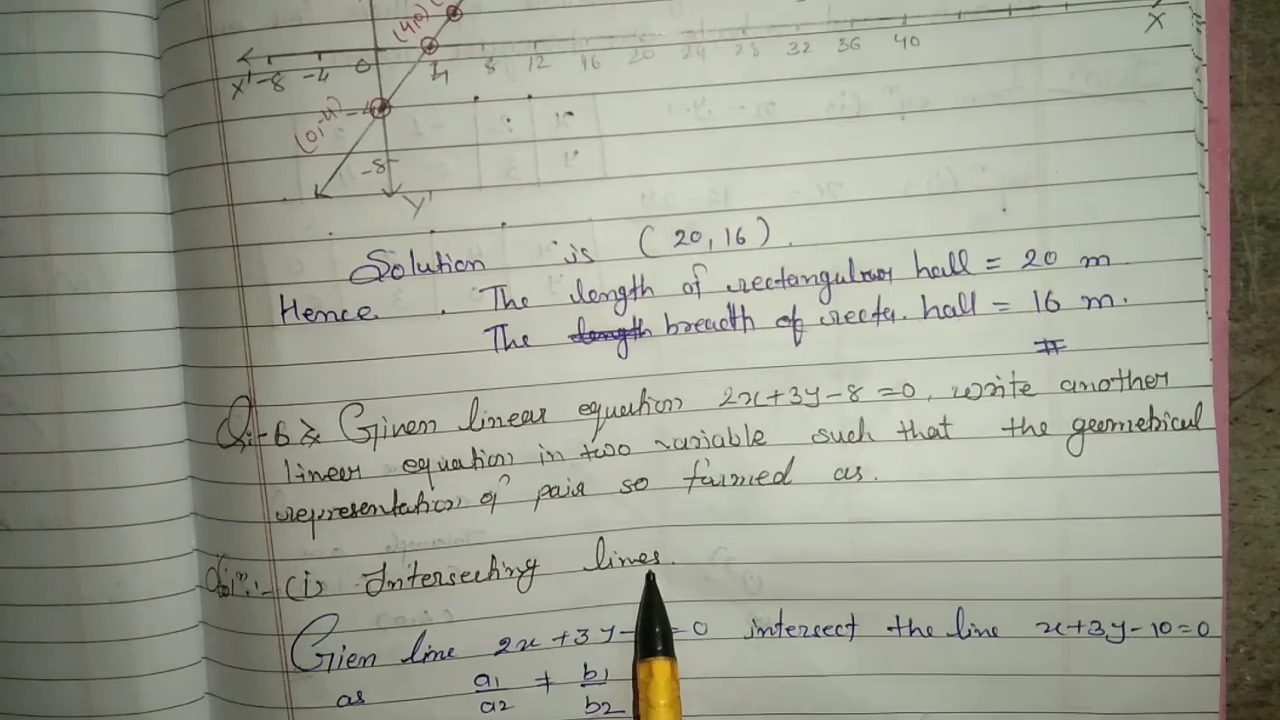 (4,0)
X' -8 -4 0 4 8 12 16 20 24 28 32 36 40 X
(0,-4) -4
-8
Y'
Solution is (20, 16).
Hence. The length of rectangular hall = 20 m
The length breadth of recta. hall = 16 m.
Q:-6 Given linear equation 2x+3y-8=0, write another
linear equation in two variable such that the geometrical
representation of pair so formed as.
Soln:- (i) Intersecting lines.
Gien line 2x+3y- =0 intersect the line x+3y-10=0
as a1/a2 ≠ b1/b2